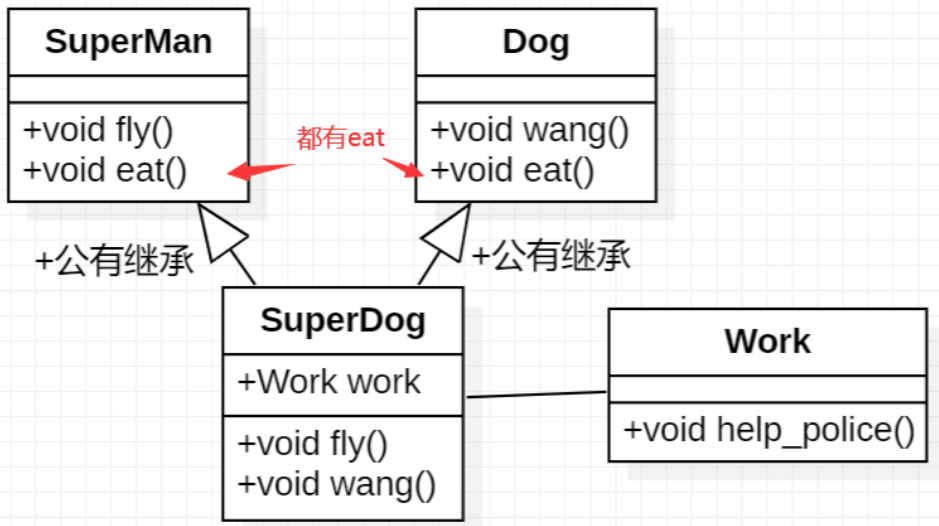 SuperMan
+void fly()
+void eat()
都有eat
Dog
+void wang()
+void eat()
+公有继承
+公有继承
SuperDog
+Work work
+void fly()
+void wang()
Work
+void help_police()